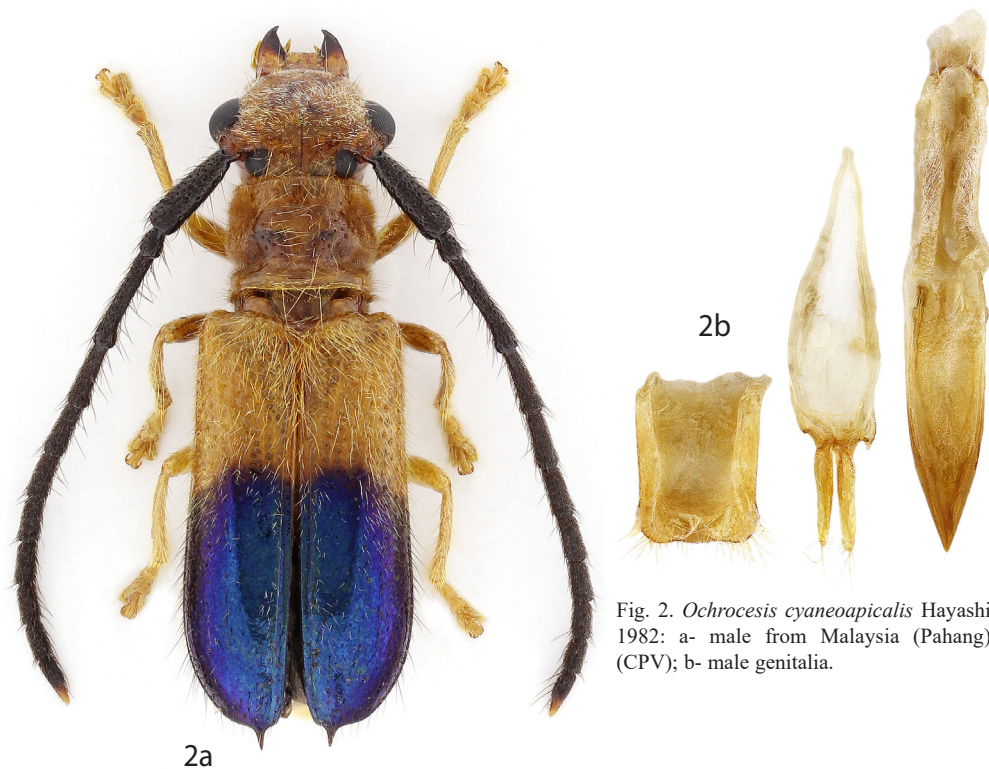 2b
Fig. 2. Ochrocesis cyaneoapicalis Hayashi
1982: a- male from Malaysia (Pahang)
(CPV); b- male genitalia.
2a